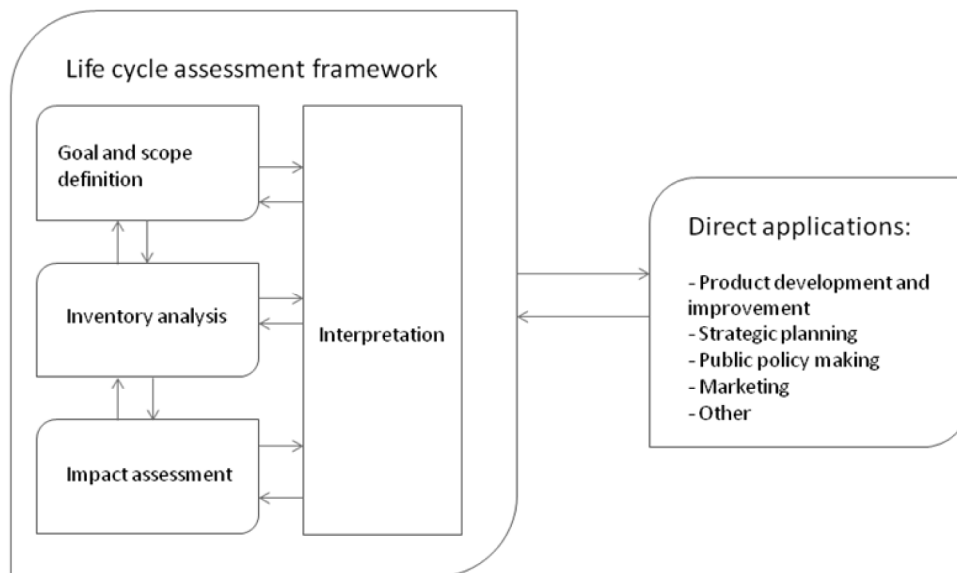 Life cycle assessment framework
Goal and scope
definition
Inventory analysis
Impact assessment
Interpretation
Direct applications:
- Product development and
improvement
- Strategic planning
- Public policy making
- Marketing
- Other